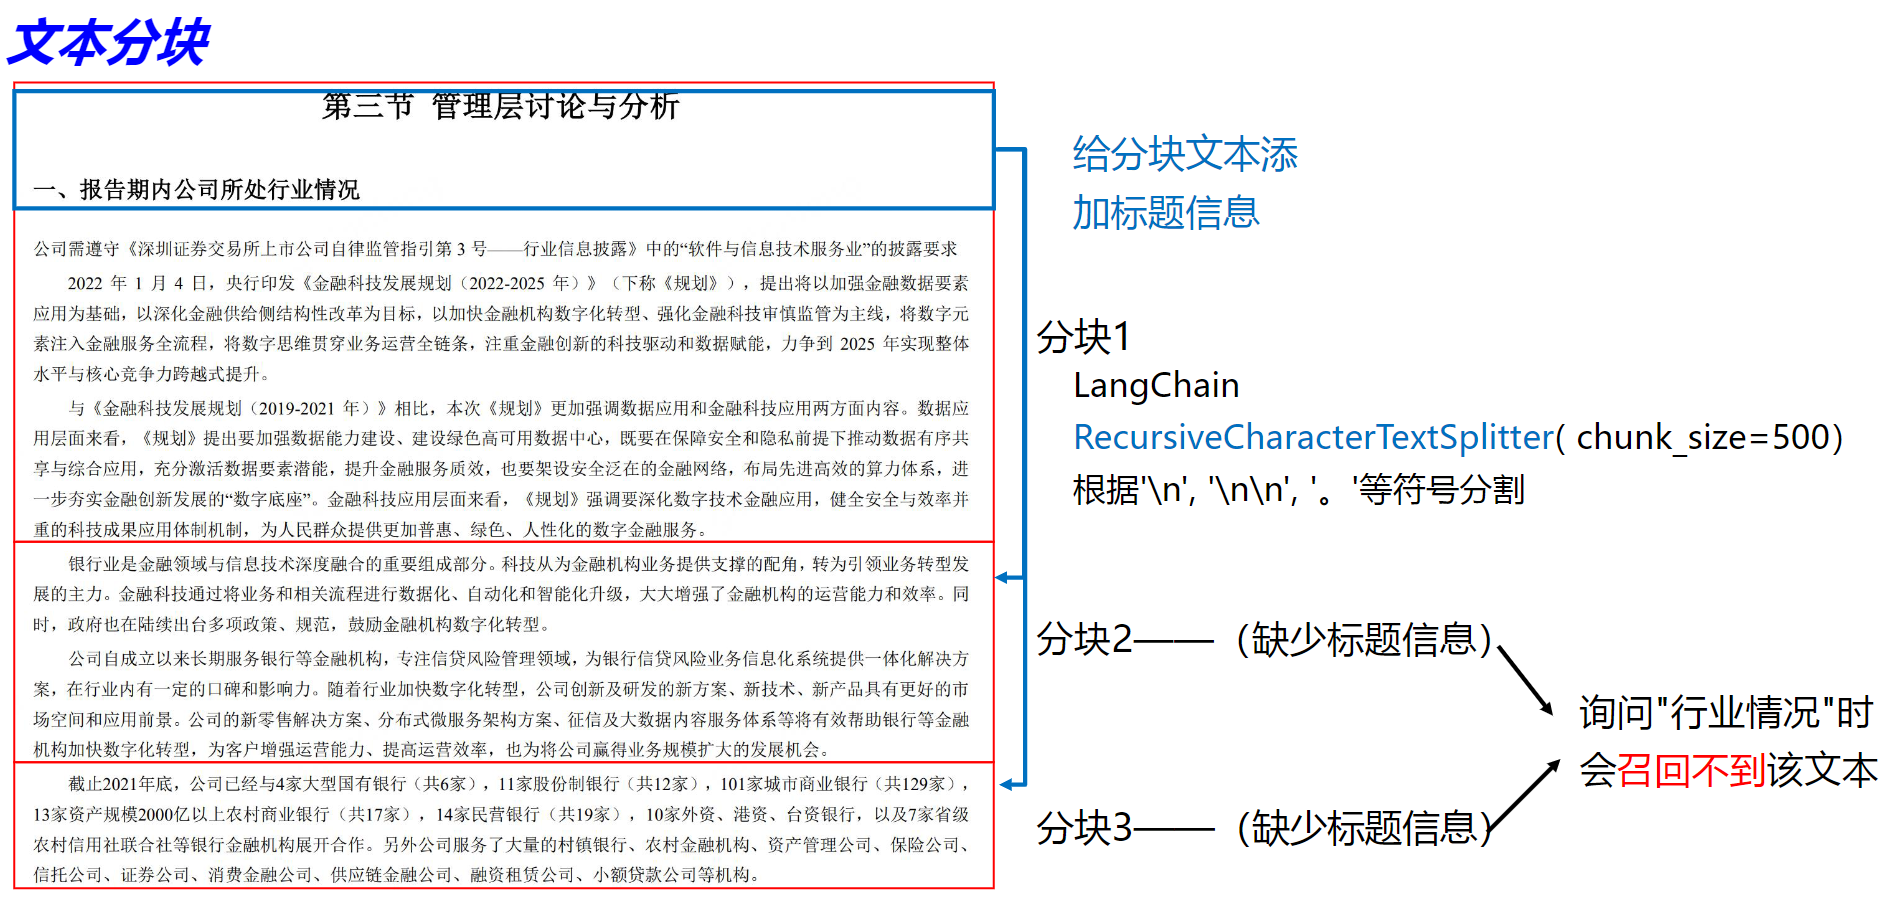 文本分块
第三节 管理层讨论与分析
一、报告期内公司所处行业情况
公司需遵守《深圳证券交易所上市公司自律监管指引第 3 号——行业信息披露》中的“软件与信息技术服务业”的披露要求
2022 年 1 月 4 日，央行印发《金融科技发展规划（2022-2025 年）》（下称《规划》），提出将以加强金融数据要素
应用为基础，以深化金融供给侧结构性改革为目标，以加快金融机构数字化转型、强化金融科技审慎监管为主线，将数字元
素注入金融服务全流程，将数字思维贯穿业务运营全链条，注重金融创新的科技驱动和数据赋能，力争到 2025 年实现整体
水平与核心竞争力跨越式提升。
与《金融科技发展规划（2019-2021 年）》相比，本次《规划》更加强调数据应用和金融科技应用两方面内容。数据应
用层面来看，《规划》提出要加强数据能力建设、建设绿色高可用数据中心，既要在保障安全和隐私前提下推动数据有序共
享与综合应用，充分激活数据要素潜能，提升金融服务质效，也要架设安全泛在的金融网络，布局先进高效的算力体系，进
一步夯实金融创新发展的“数字底座”。金融科技应用层面来看，《规划》强调要深化数字技术金融应用，健全安全与效率并
重的科技成果应用体制机制，为人民群众提供更加普惠、绿色、人性化的数字金融服务。
银行业是金融领域与信息技术深度融合的重要组成部分。科技从为金融机构业务提供支撑的配角，转为引领业务转型发
展的主力。金融科技通过将业务和相关流程进行数据化、自动化和智能化升级，大大增强了金融机构的运营能力和效率。同
时，政府也在陆续出台多项政策、规范，鼓励金融机构数字化转型。
公司自成立以来长期服务银行等金融机构，专注信贷风险管理领域，为银行信贷风险业务信息化系统提供一体化解决方
案，在行业内有一定的口碑和影响力。随着行业加快数字化转型，公司创新及研发的新方案、新技术、新产品具有更好的市
场空间和应用前景。公司的新零售解决方案、分布式微服务架构方案、征信及大数据内容服务体系等将有效帮助银行等金融
机构加快数字化转型，为客户增强运营能力、提高运营效率，也为将公司赢得业务规模扩大的发展机会。
截止2021年底，公司已经与4家大型国有银行（共6家），11家股份制银行（共12家），101家城市商业银行（共129家），
13家资产规模2000亿以上农村商业银行（共17家），14家民营银行（共19家），10家外资、港资、台资银行，以及7家省级
农村信用社联合社等银行金融机构展开合作。另外公司服务了大量的村镇银行、农村金融机构、资产管理公司、保险公司、
信托公司、证券公司、消费金融公司、供应链金融公司、融资租赁公司、小额贷款公司等机构。
给分块文本添
加标题信息
分块1
LangChain
RecursiveCharacterTextSplitter( chunk_size=500)
根据'\n', '\n\n', '。'等符号分割
分块2——（缺少标题信息）
分块3——（缺少标题信息）
询问"行业情况"时
会召回不到该文本